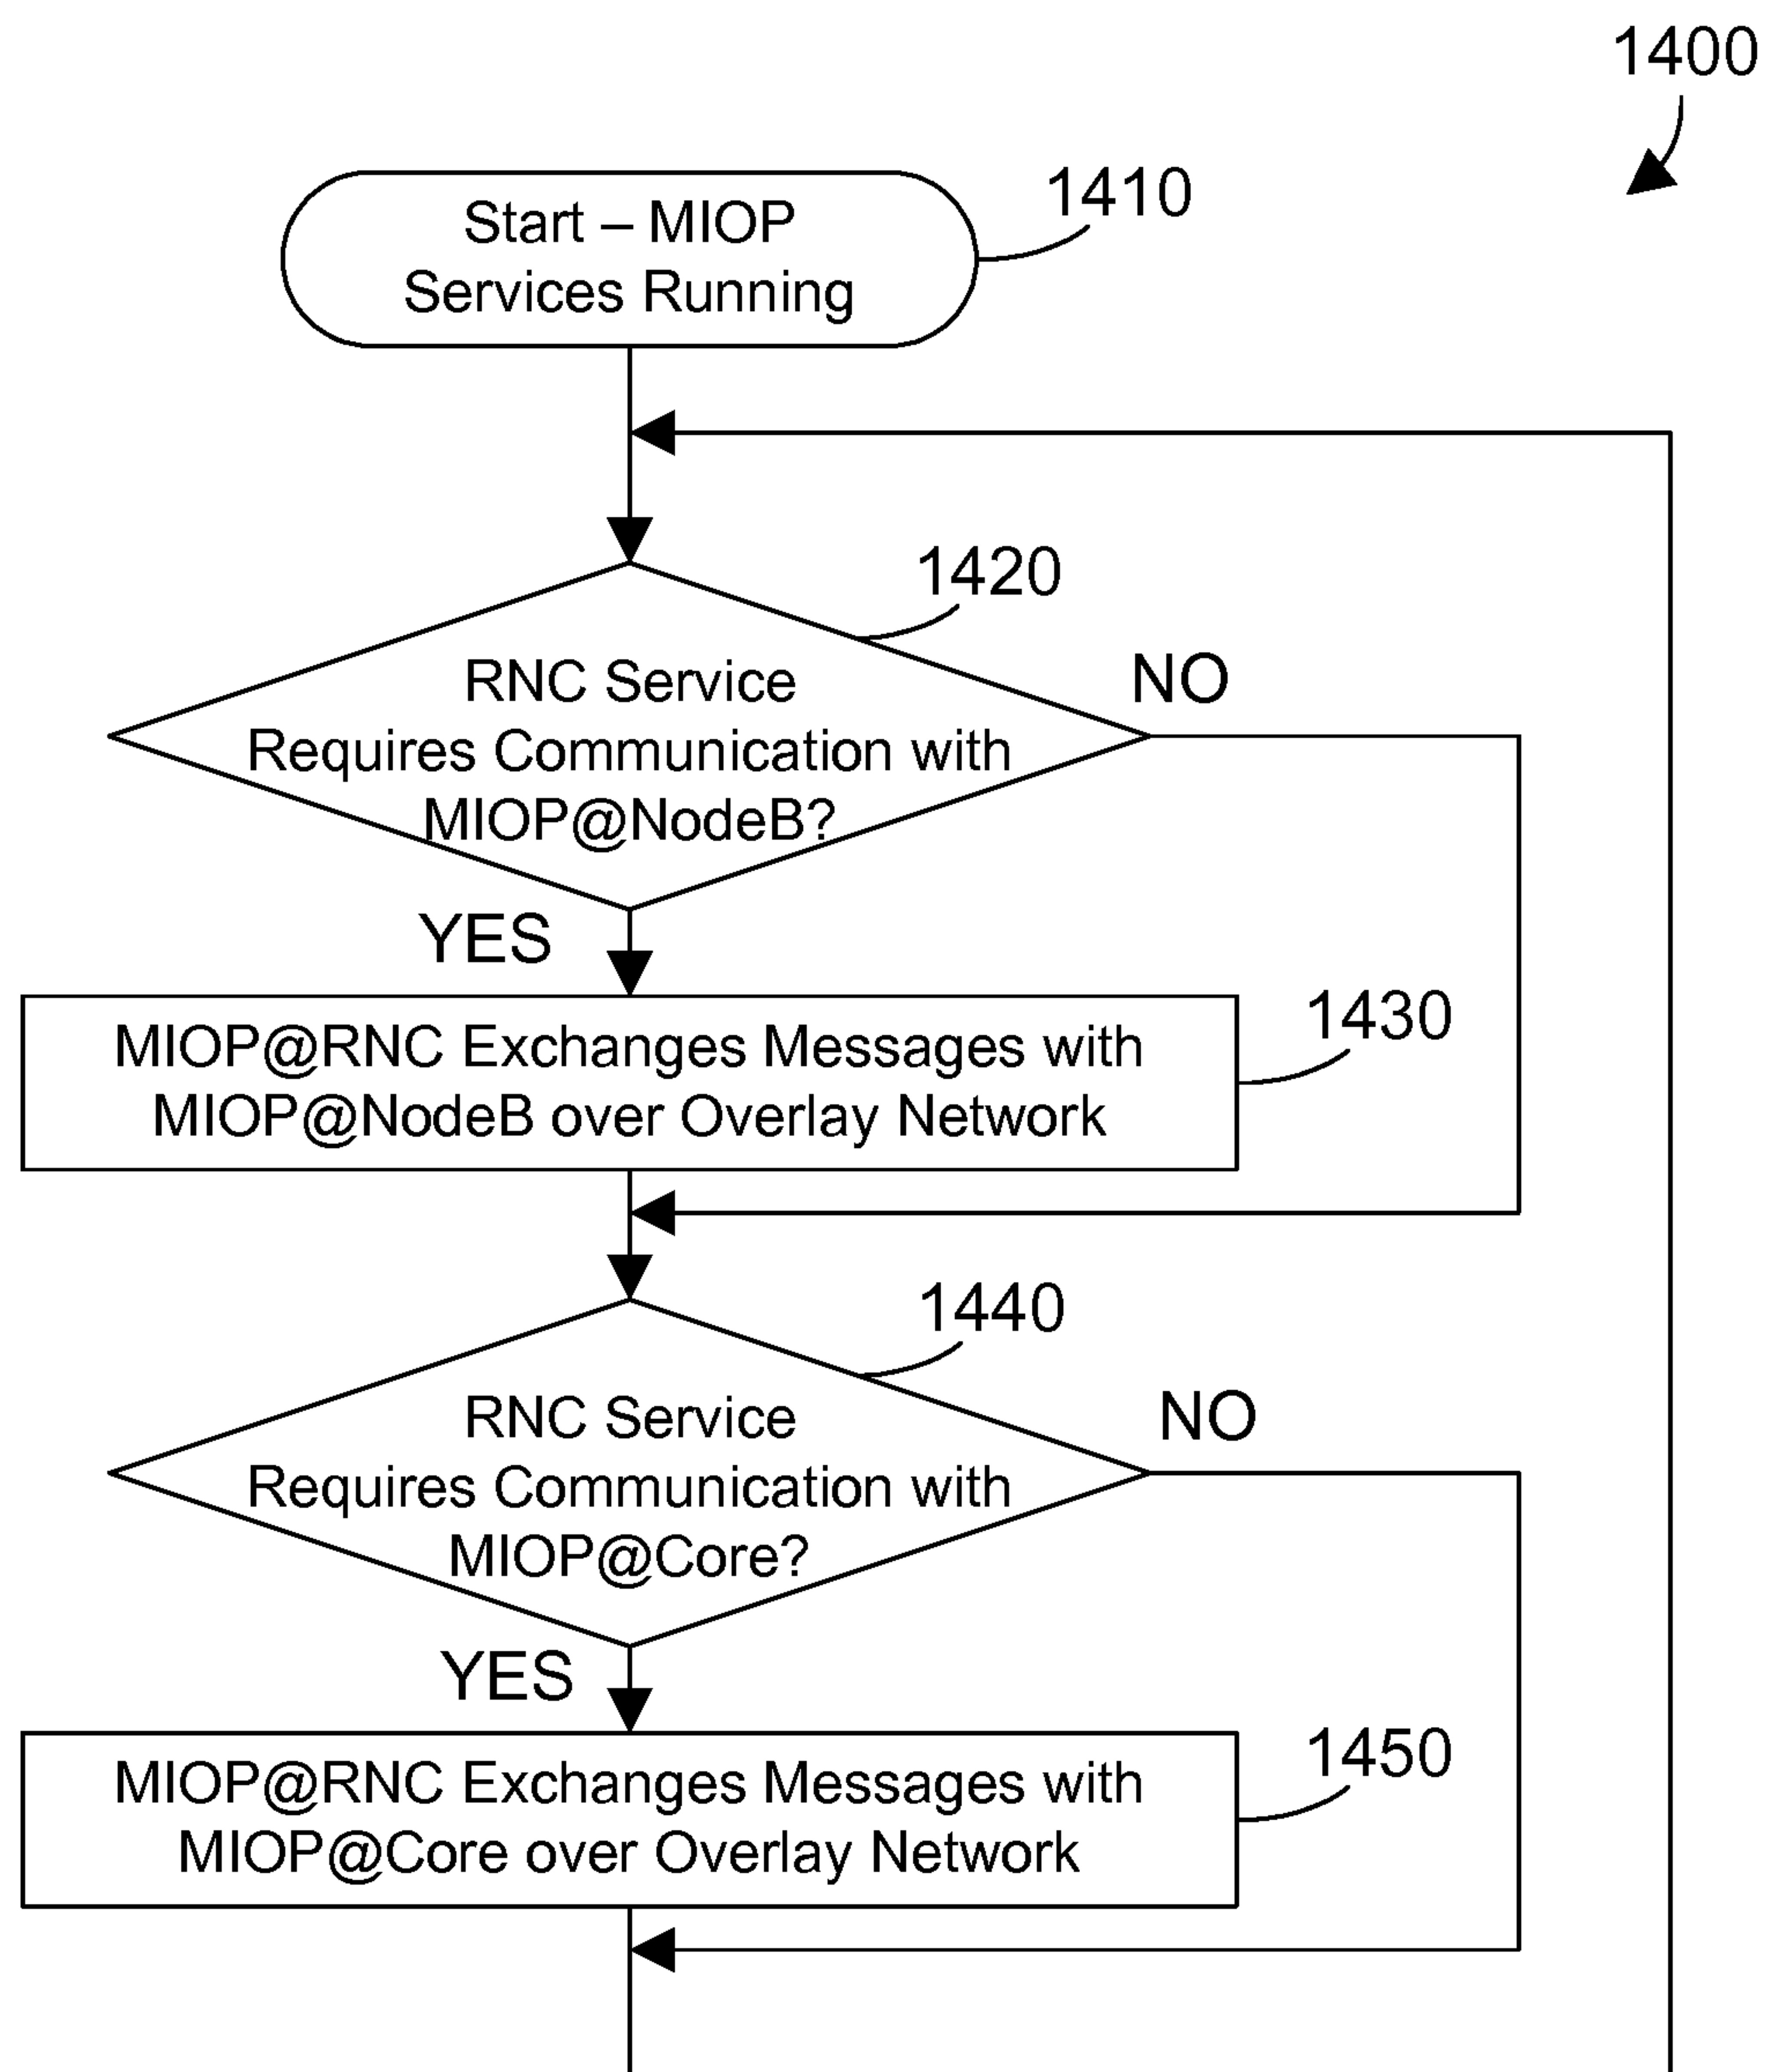 1400
Start – MIOP
Services Running
1410
1420
RNC Service
Requires Communication with
MIOP@NodeB?
NO
YES
MIOP@RNC Exchanges Messages with
MIOP@NodeB over Overlay Network
1430
1440
RNC Service
Requires Communication with
MIOP@Core?
NO
YES
MIOP@RNC Exchanges Messages with
MIOP@Core over Overlay Network
1450